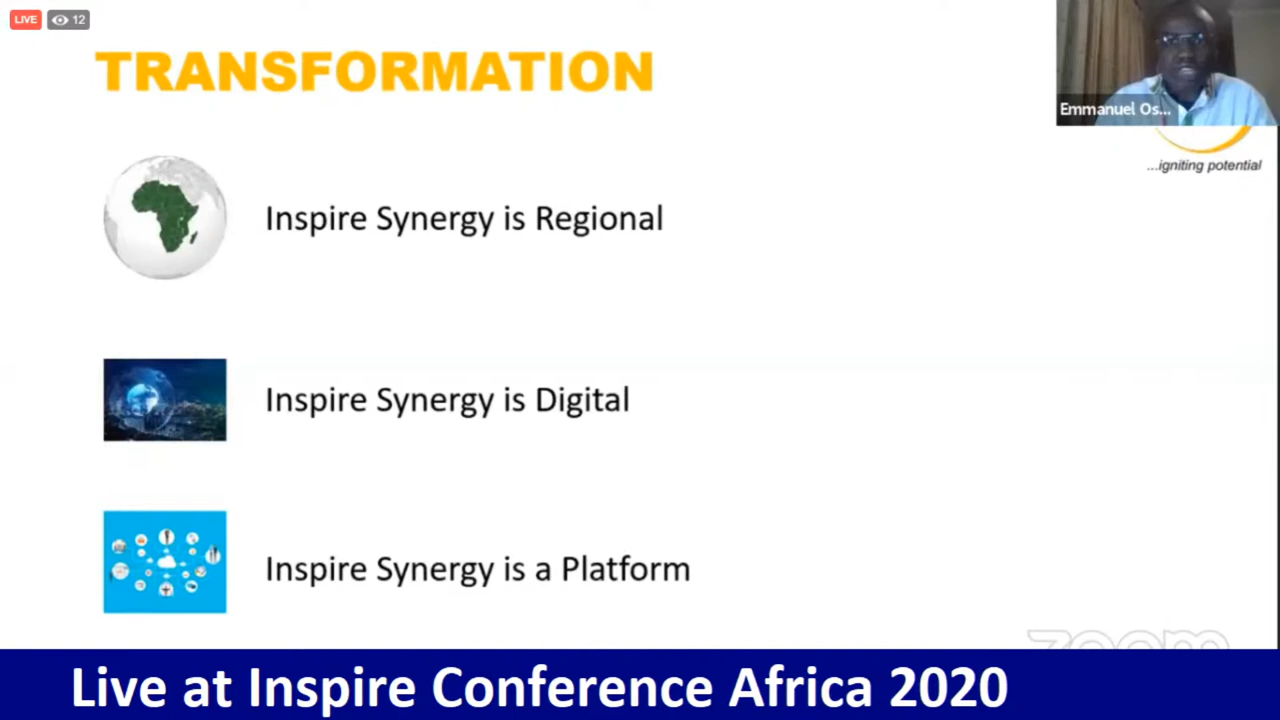 LIVE 12
TRANSFORMATION
Emmanuel Os...
...igniting potential
Inspire Synergy is Regional
Inspire Synergy is Digital
Inspire Synergy is a Platform
zoom
Live at Inspire Conference Africa 2020